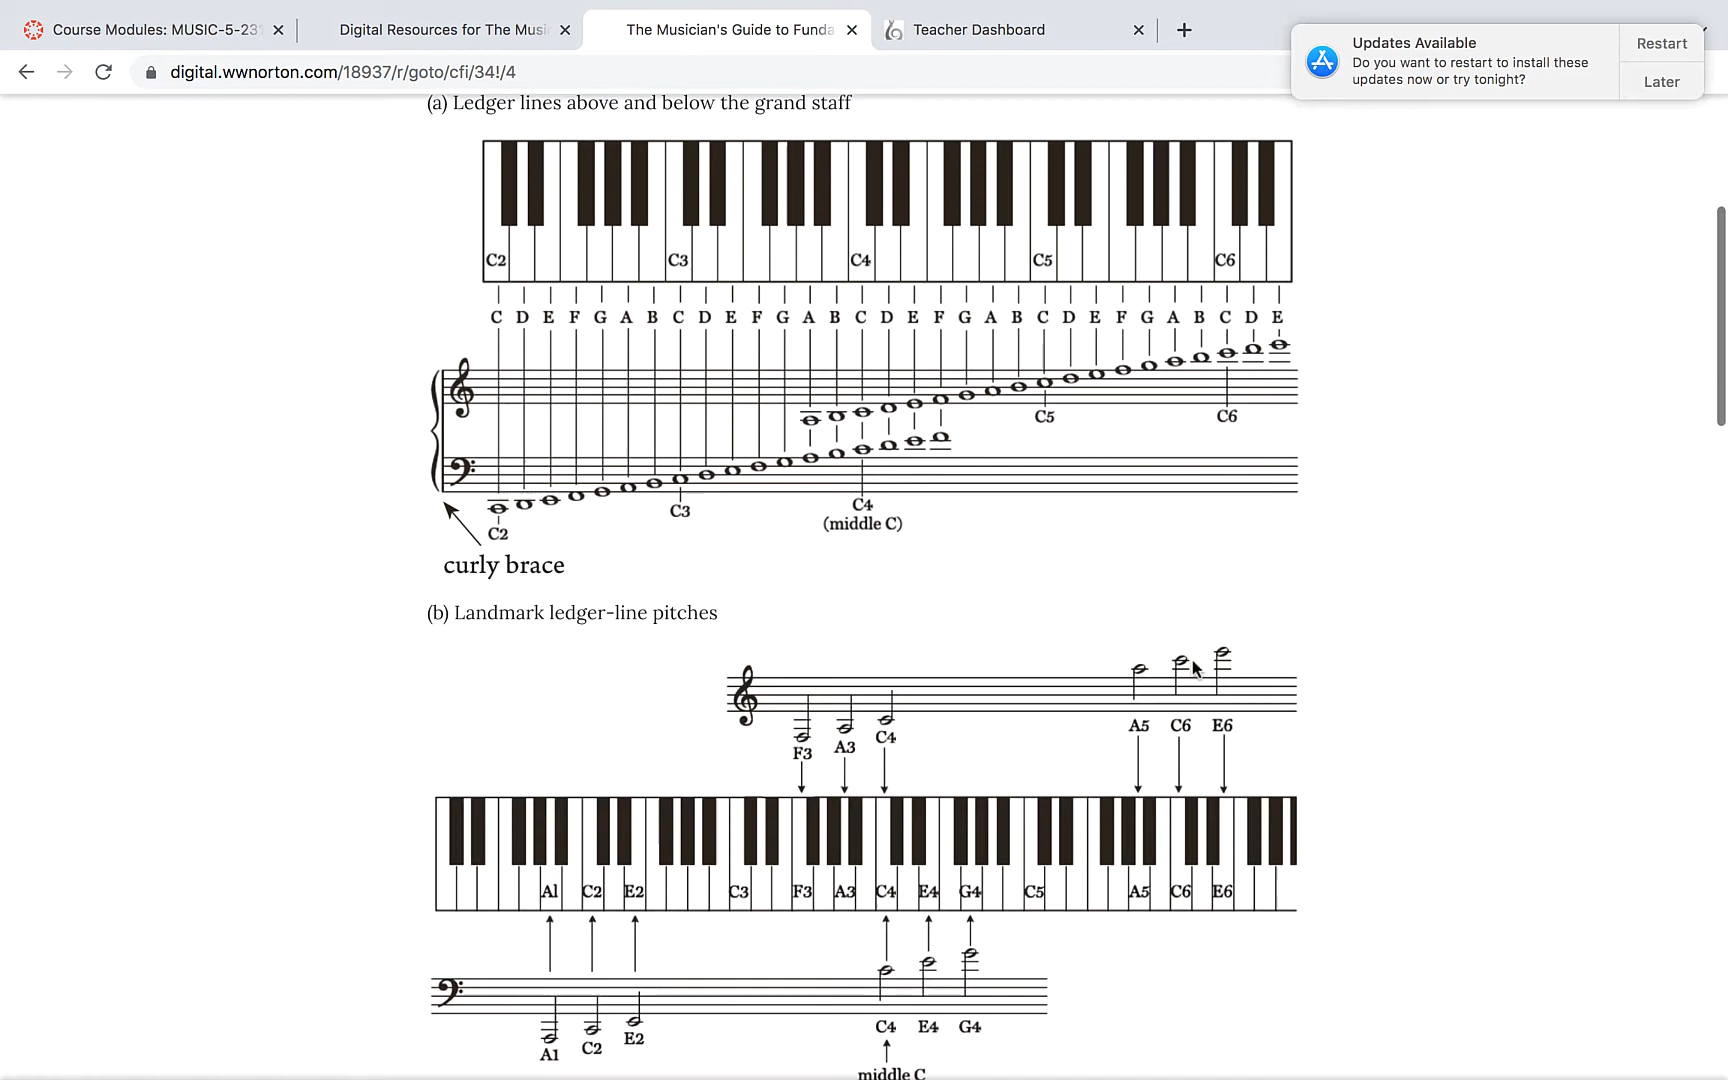 Course Modules: MUSIC-5-231
Digital Resources for The Musi
The Musician's Guide to Funda
Teacher Dashboard
digital.wwnorton.com/18937/r/goto/cfi/34!/4
Updates Available
Do you want to restart to install these
updates now or try tonight?
Restart
Later
(a) Ledger lines above and below the grand staff
C2 C3 C4 C5 C6
C D E F G A B C D E F G A B C D E F G A B C D E F G A B C D E
C5 C6
C3
C4
(middle C)
C2
curly brace
(b) Landmark ledger-line pitches
F3 A3 C4 A5 C6 E6
A1 C2 E2 C3 F3 A3 C4 E4 G4 C5 A5 C6 E6
A1 C2 E2 C4 E4 G4
middle C